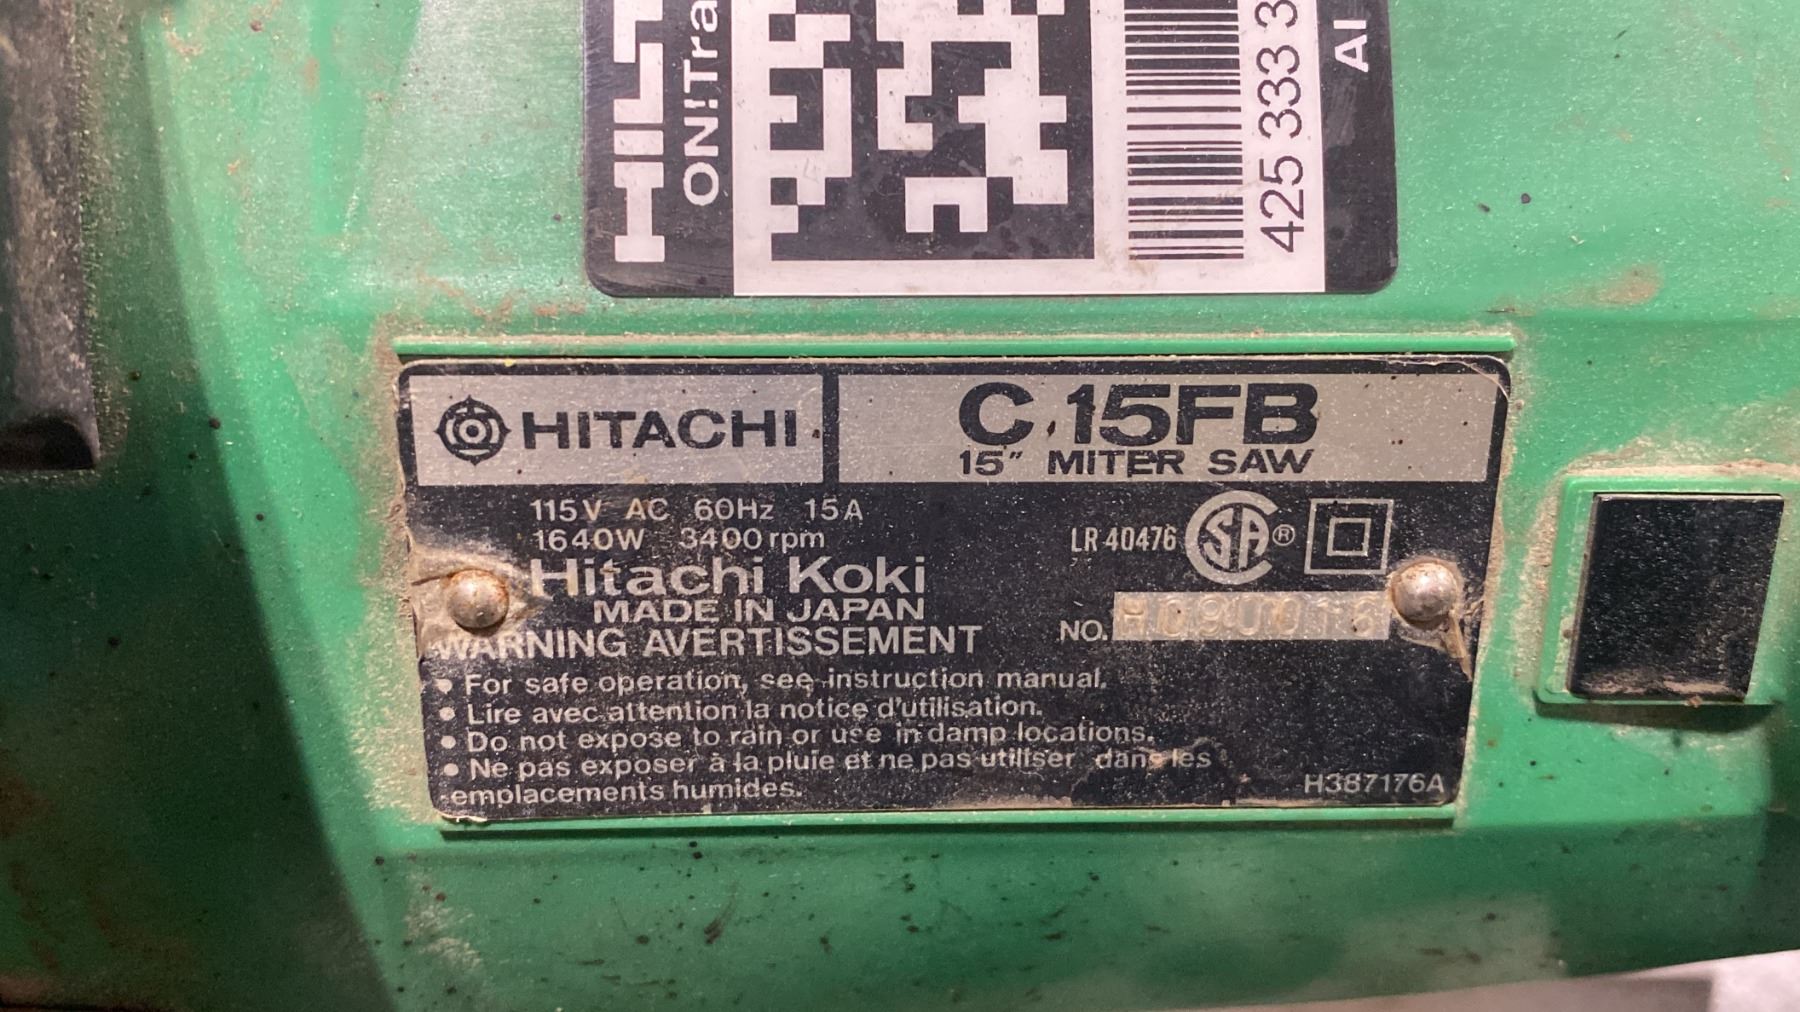 HILTI
ON!Tra
425 333 3
AI
HITACHI
C 15FB
15" MITER SAW
115V AC 60Hz 15A
1640W 3400rpm
LR 40476 SA ®
Hitachi Koki
MADE IN JAPAN
NO.
WARNING AVERTISSEMENT
• For safe operation, see instruction manual.
• Lire avec attention la notice d'utilisation.
• Do not expose to rain or use in damp locations.
• Ne pas exposer à la pluie et ne pas utiliser dans les
emplacements humides.
H387176A